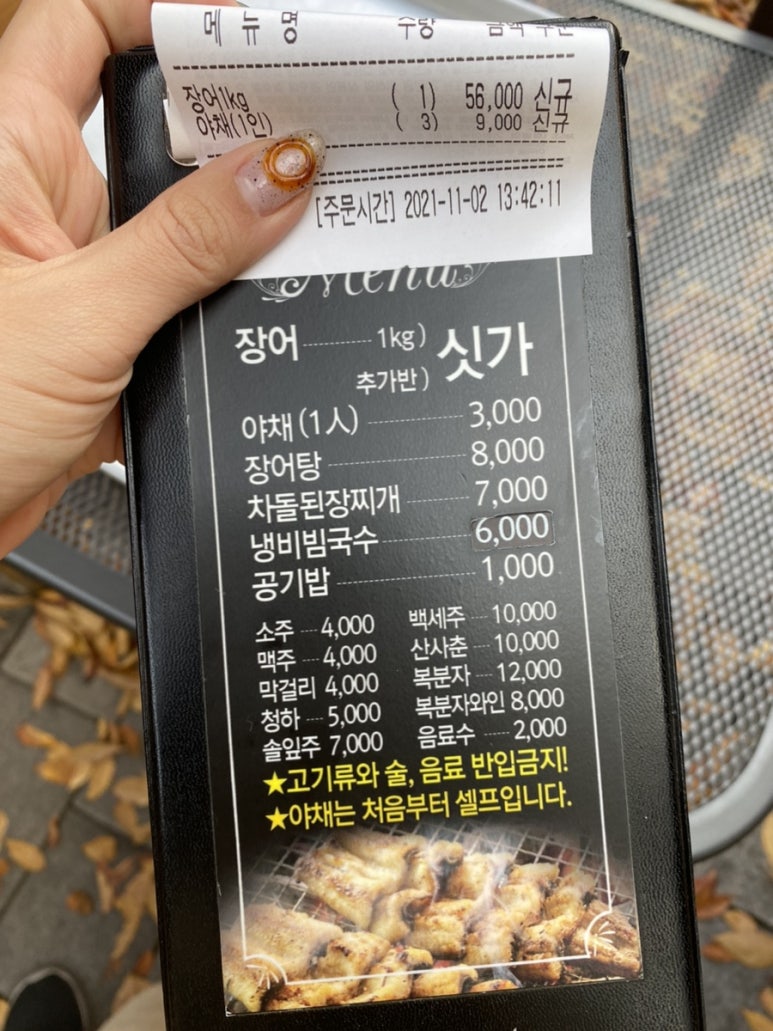 메 뉴 명 수량 금액 주문
장어1kg ( 1) 56,000 신규
야채(1인) ( 3) 9,000 신규
[주문시간] 2021-11-02 13:42:11
Menu
장어 1kg) 싯가
추가반)
야채(1人) 3,000
장어탕 8,000
차돌된장찌개 7,000
냉비빔국수 6,000
공기밥 1,000
소주 4,000 백세주 10,000
맥주 4,000 산사춘 10,000
막걸리 4,000 복분자 12,000
청하 5,000 복분자와인 8,000
솔잎주 7,000 음료수 2,000
★고기류와 술, 음료 반입금지!
★야채는 처음부터 셀프입니다.